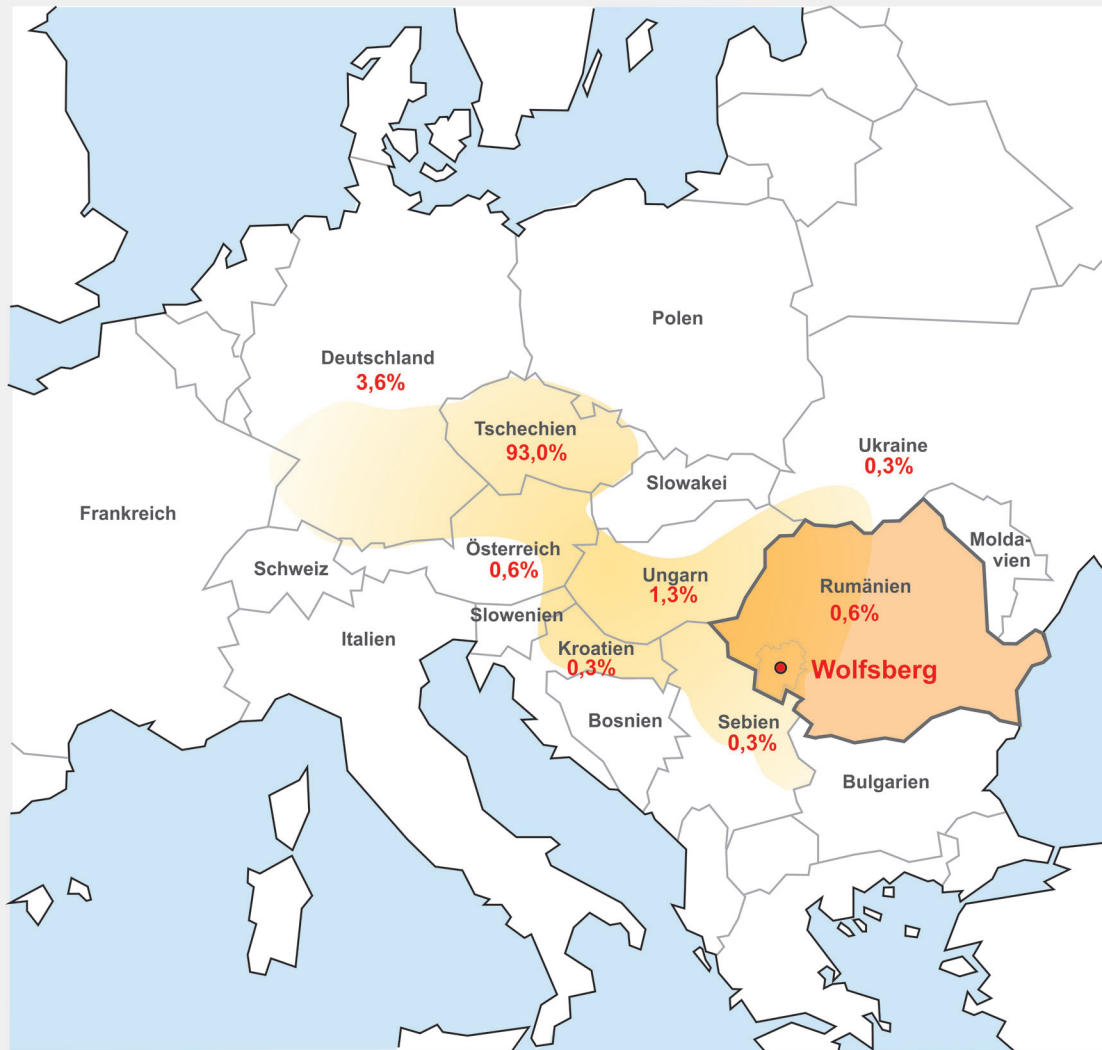 Polen
Deutschland
3,6%
Tschechien
93,0%
Ukraine
0,3%
Slowakei
Frankreich
Österreich
0,6%
Schweiz
Ungarn
1,3%
Molda-
vien
Rumänien
0,6%
Slowenien
Italien
Kroatien
0,3%
Wolfsberg
Bosnien
Sebien
0,3%
Bulgarien